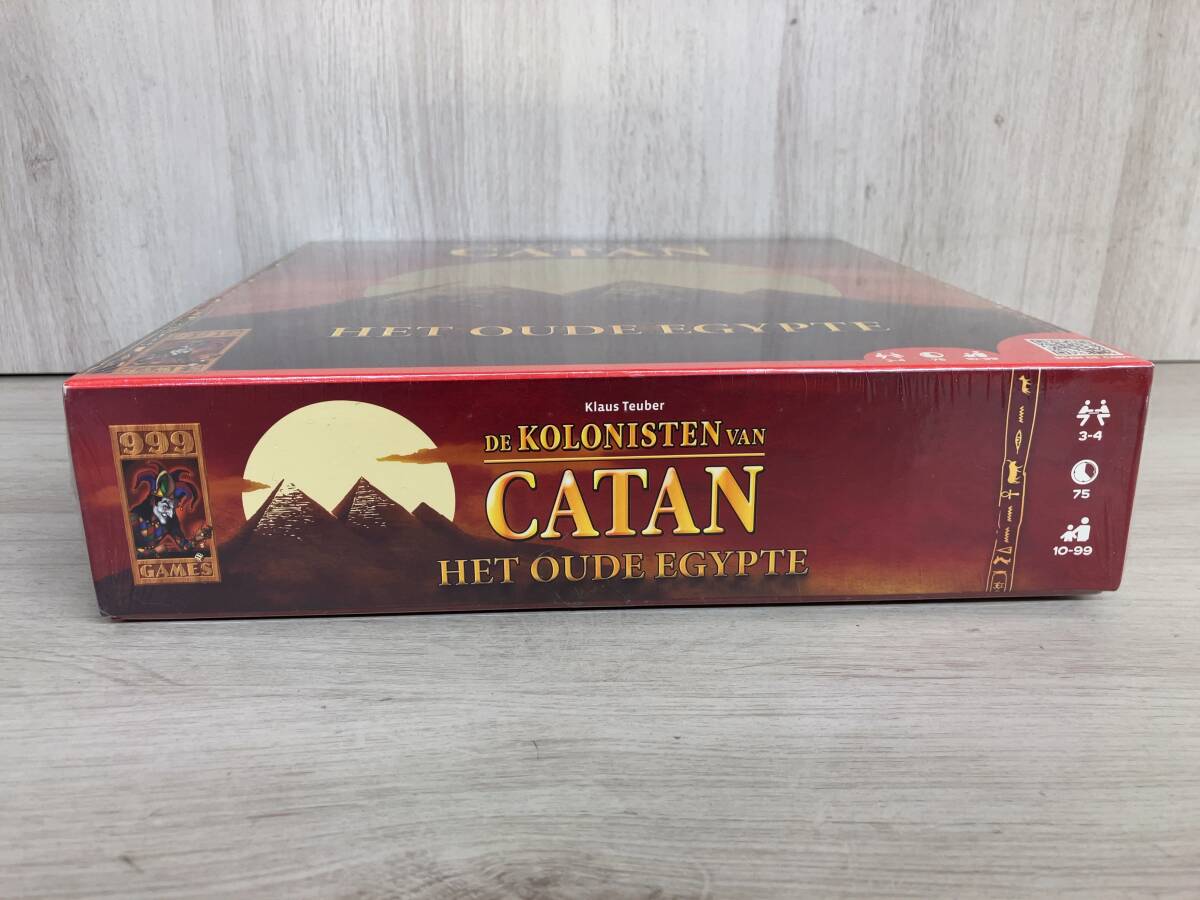 CATAN
HET OUDE EGYPTE
Klaus Teuber
DE KOLONISTEN VAN
CATAN
HET OUDE EGYPTE
999
GAMES
3-4
75
10-99